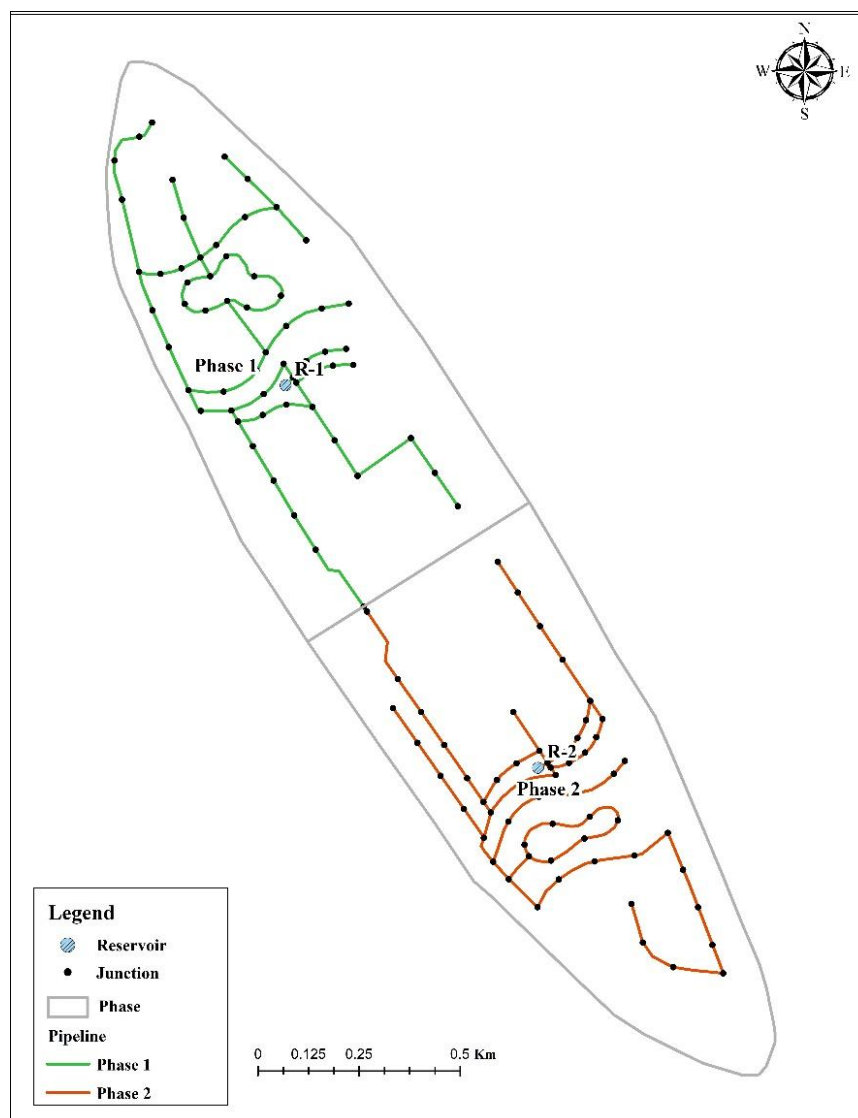 N
W E
S
Phase 1
R-1
R-2
Phase 2
Legend
Reservoir
Junction
Phase
Pipeline
Phase 1
Phase 2
0 0.125 0.25 0.5 Km